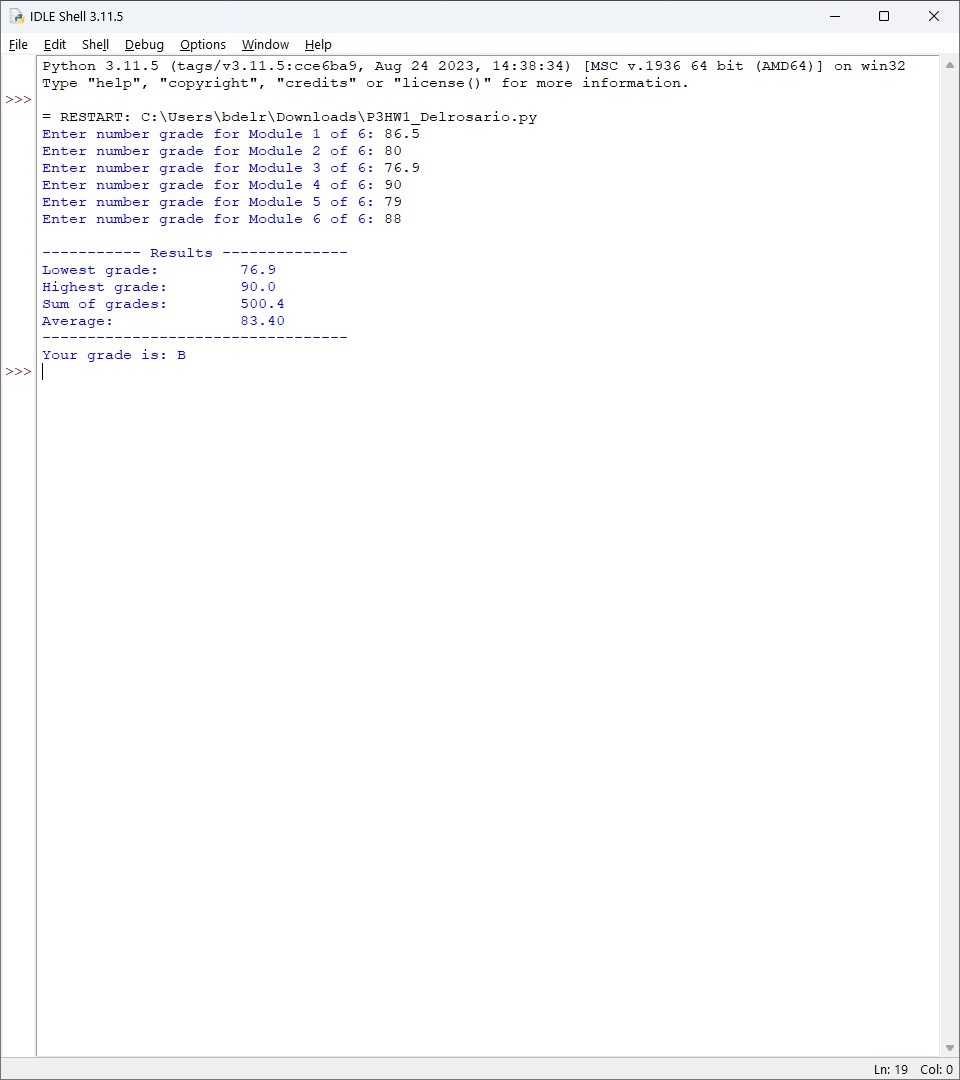 IDLE Shell 3.11.5
File Edit Shell Debug Options Window Help
Python 3.11.5 (tags/v3.11.5:cce6ba9, Aug 24 2023, 14:38:34) [MSC v.1936 64 bit (AMD64)] on win32
Type "help", "copyright", "credits" or "license()" for more information.
>>>
= RESTART: C:\Users\bdelr\Downloads\P3HW1_Delrosario.py
Enter number grade for Module 1 of 6: 86.5
Enter number grade for Module 2 of 6: 80
Enter number grade for Module 3 of 6: 76.9
Enter number grade for Module 4 of 6: 90
Enter number grade for Module 5 of 6: 79
Enter number grade for Module 6 of 6: 88
----------- Results --------------
Lowest grade: 76.9
Highest grade: 90.0
Sum of grades: 500.4
Average: 83.40
----------------------------------
Your grade is: B
>>>
Ln: 19 Col: 0